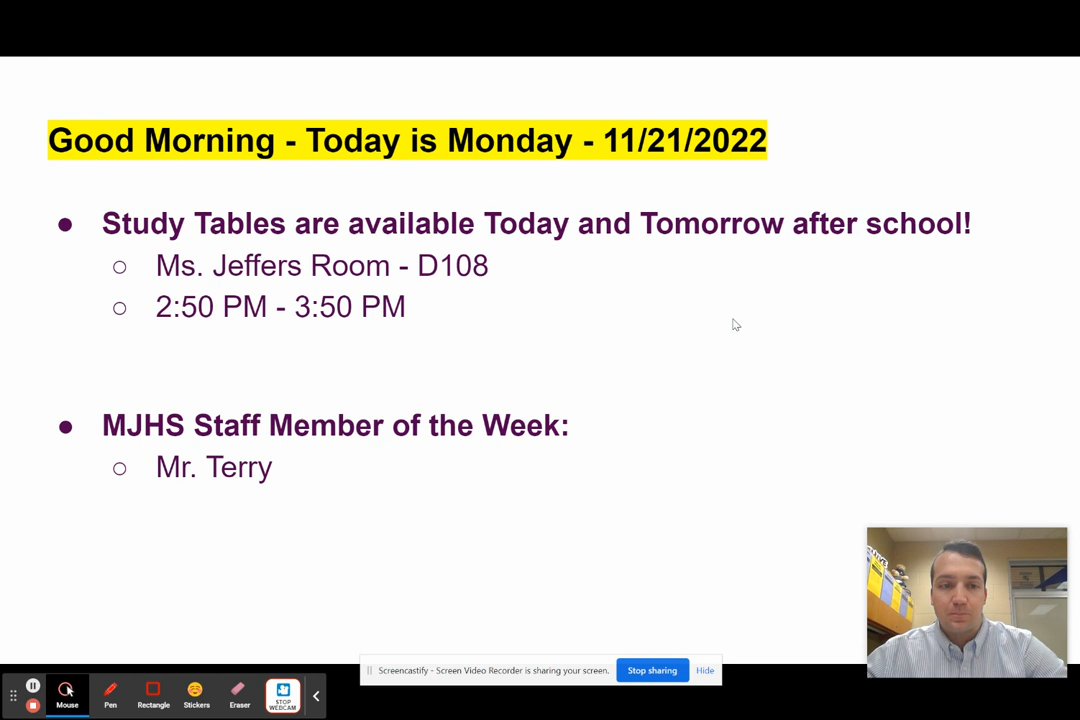 Good Morning - Today is Monday - 11/21/2022
● Study Tables are available Today and Tomorrow after school!
○ Ms. Jeffers Room - D108
○ 2:50 PM - 3:50 PM
● MJHS Staff Member of the Week:
○ Mr. Terry
Screencastify - Screen Video Recorder is sharing your screen. Stop sharing Hide
Mouse Pen Rectangle Stickers Eraser STOP WEBCAM